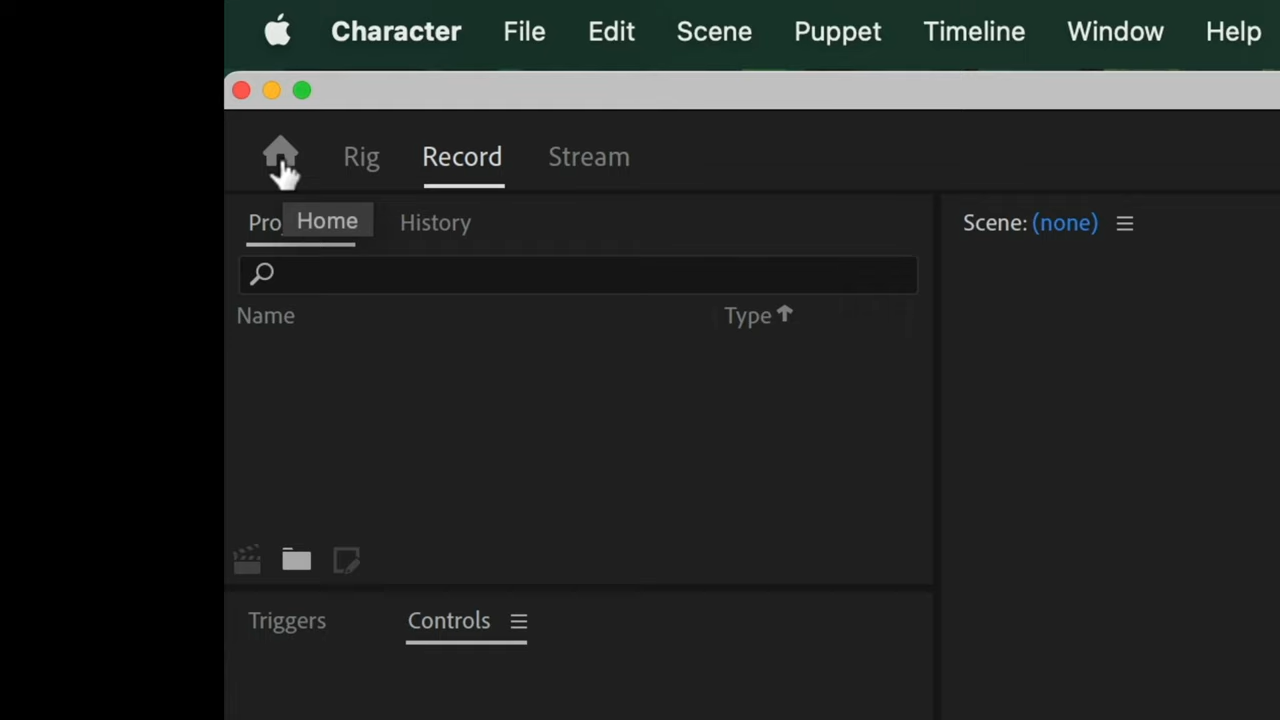 Character File Edit Scene Puppet Timeline Window Help
Rig Record Stream
Home History Scene: (none)
Name Type
Triggers Controls